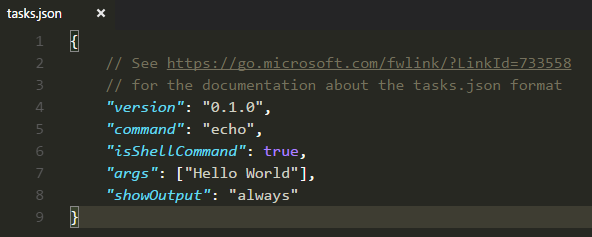 tasks.json ×
1 {
2 // See https://go.microsoft.com/fwlink/?LinkId=733558
3 // for the documentation about the tasks.json format
4 "version": "0.1.0",
5 "command": "echo",
6 "isShellCommand": true,
7 "args": ["Hello World"],
8 "showOutput": "always"
9 }